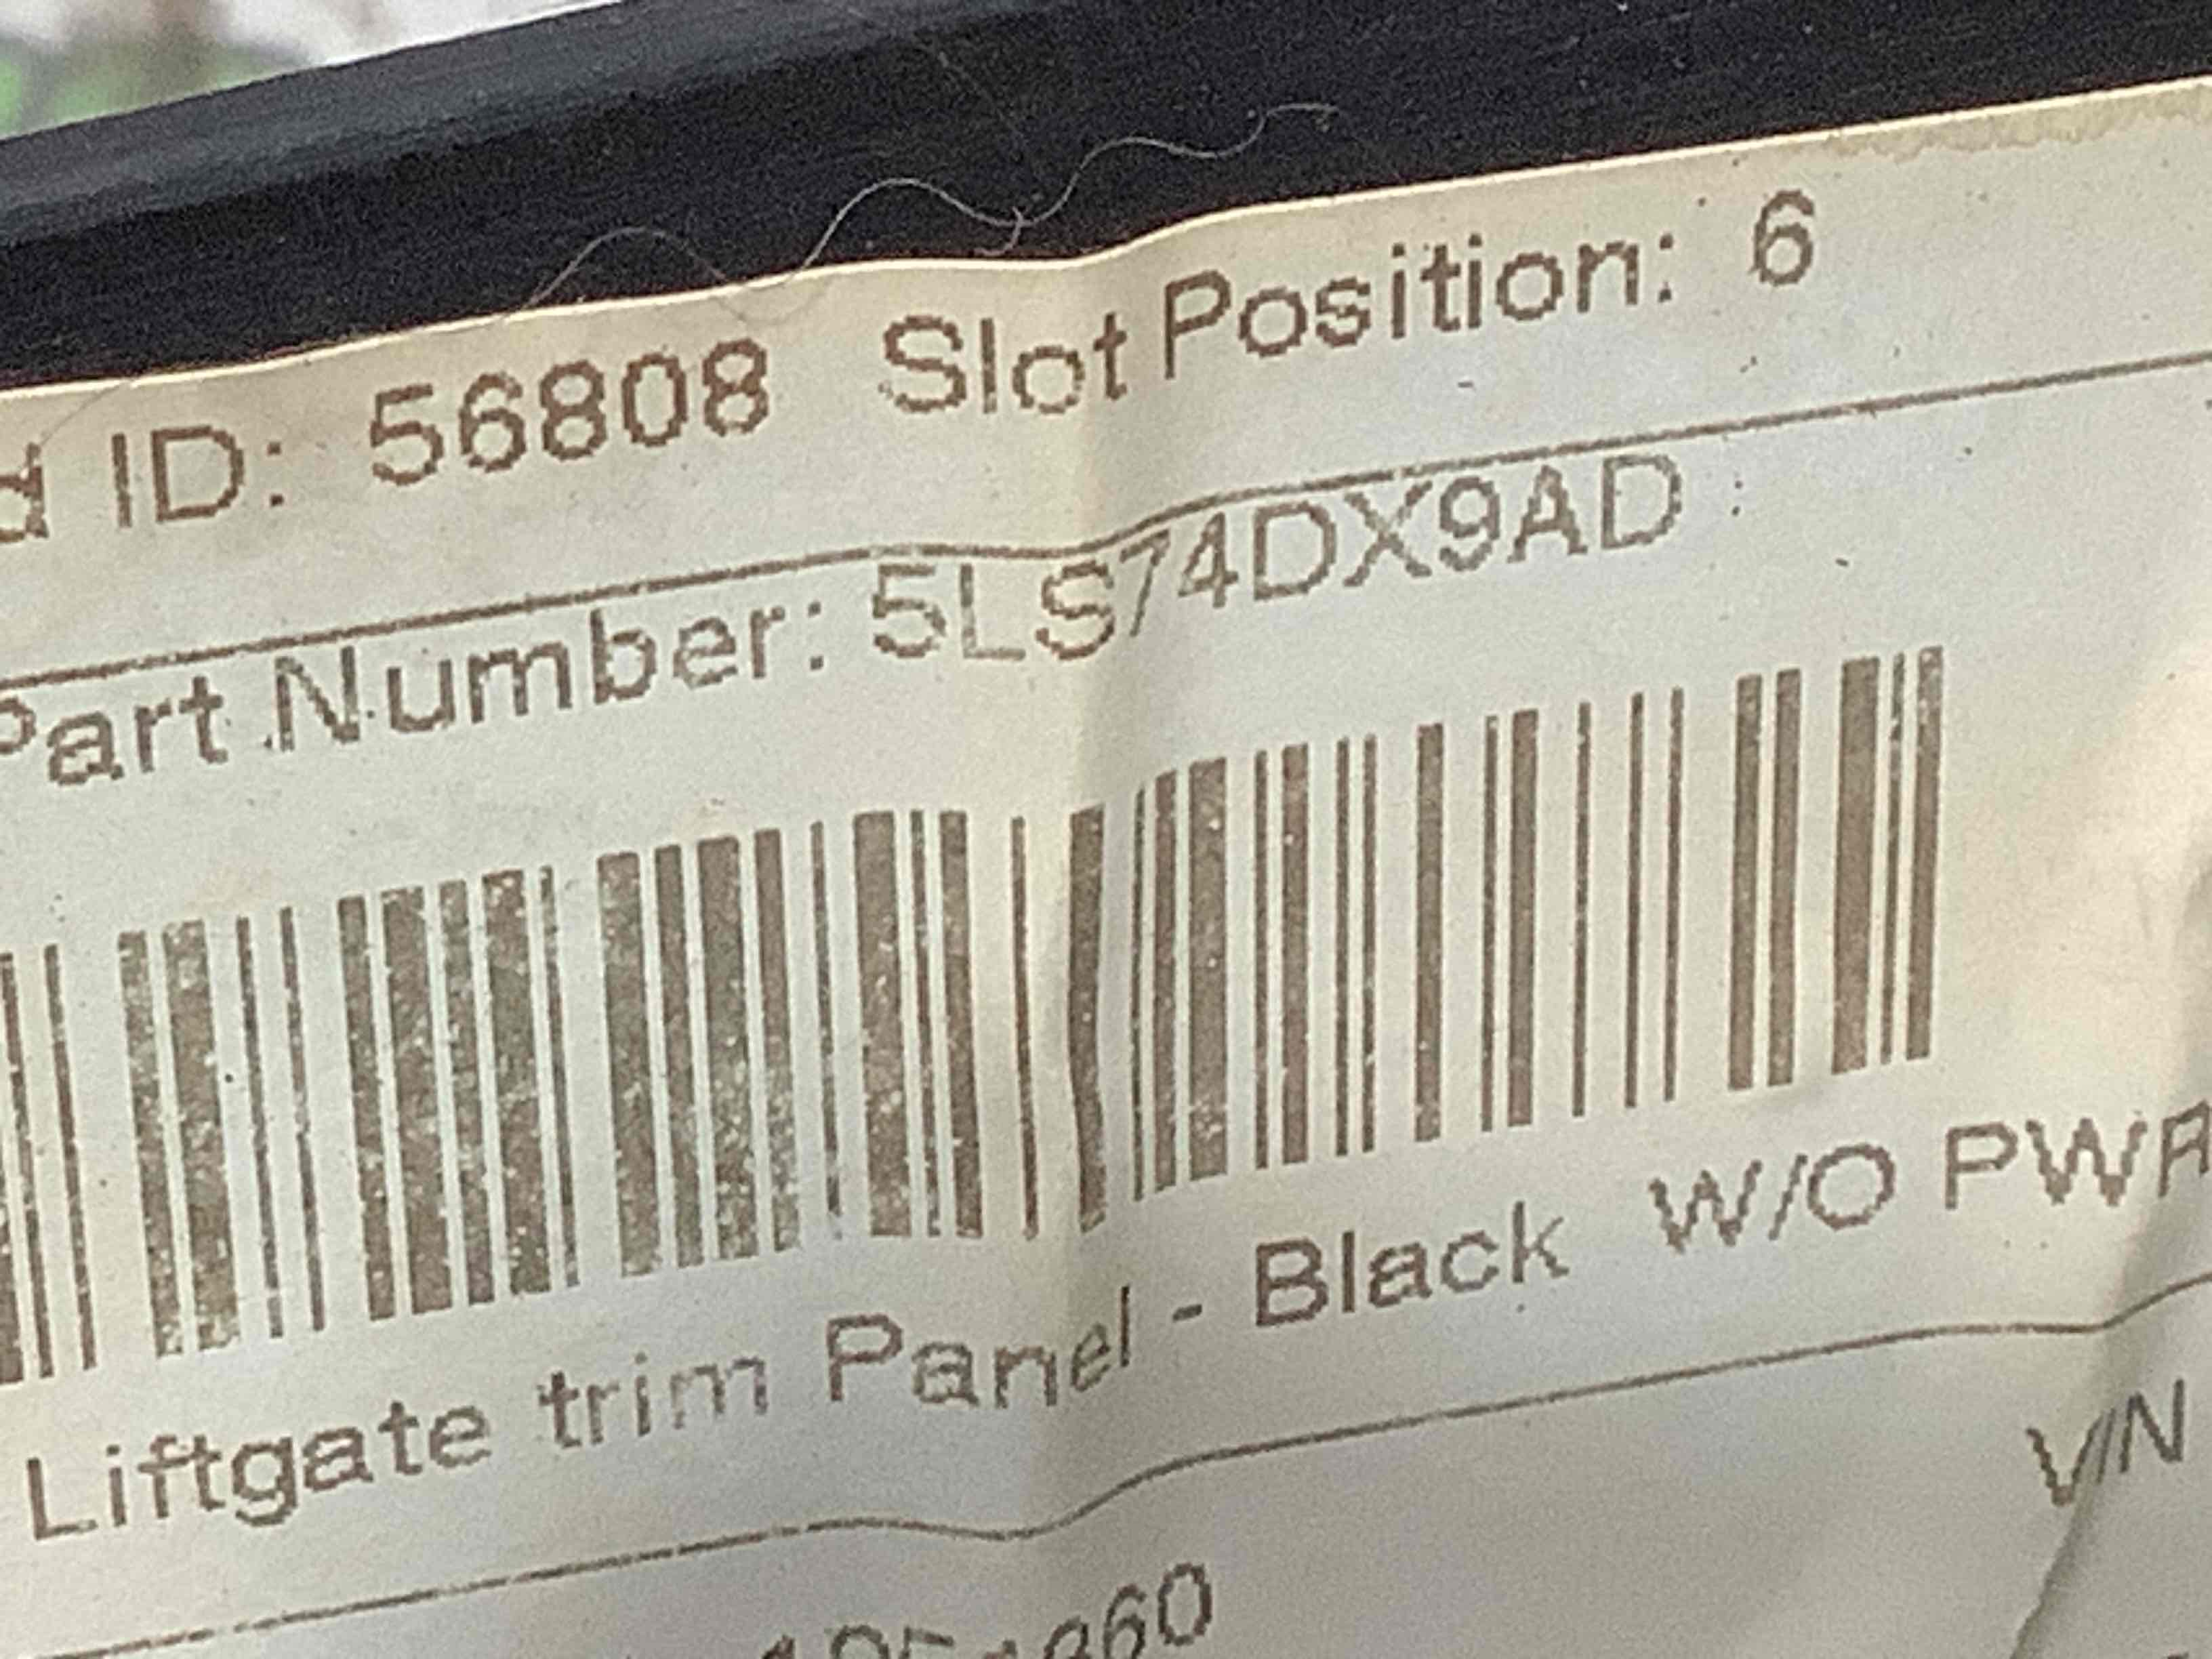 ID: 56808 Slot Position: 6
Part Number: 5LS74DX9AD
Liftgate trim Panel - Black W/O PWR
VIN